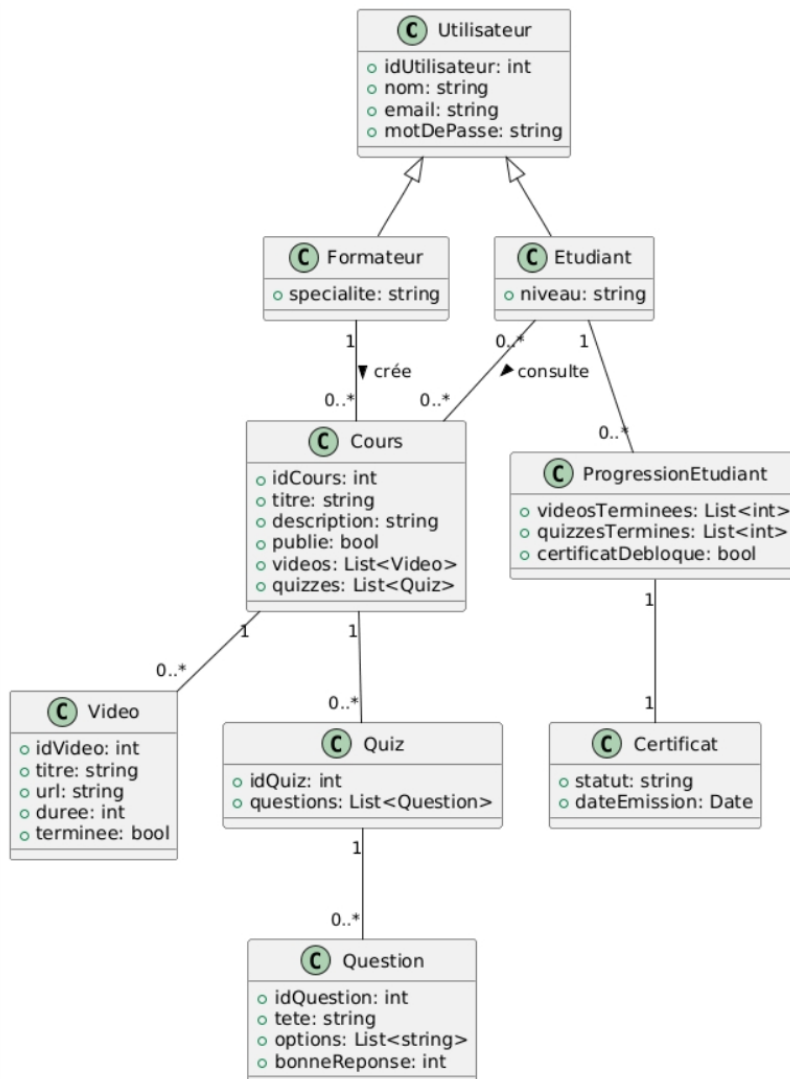 C Utilisateur
idUtilisateur: int
nom: string
email: string
motDePasse: string
C Formateur
specialite: string
C Etudiant
niveau: string
1
crée
0..*
0..*
consulte
0..*
1
0..*
C Cours
idCours: int
titre: string
description: string
publie: bool
videos: List<Video>
quizzes: List<Quiz>
C ProgressionEtudiant
videosTerminees: List<int>
quizzesTermines: List<int>
certificatDebloque: bool
1
0..*
1
0..*
1
1
C Video
idVideo: int
titre: string
url: string
duree: int
terminee: bool
C Quiz
idQuiz: int
questions: List<Question>
C Certificat
statut: string
dateEmission: Date
1
0..*
C Question
idQuestion: int
tete: string
options: List<string>
bonneReponse: int